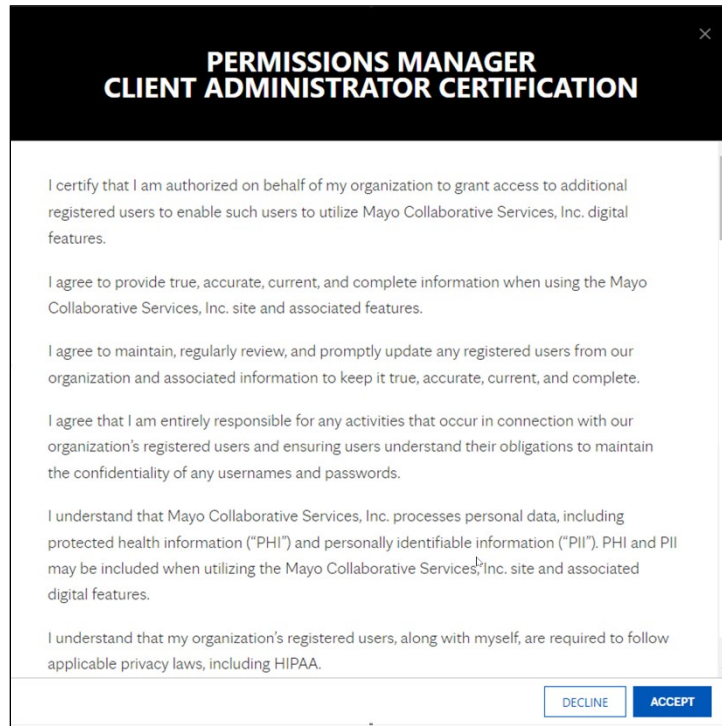 PERMISSIONS MANAGER
CLIENT ADMINISTRATOR CERTIFICATION
I certify that I am authorized on behalf of my organization to grant access to additional
registered users to enable such users to utilize Mayo Collaborative Services, Inc. digital
features.
I agree to provide true, accurate, current, and complete information when using the Mayo
Collaborative Services, Inc. site and associated features.
I agree to maintain, regularly review, and promptly update any registered users from our
organization and associated information to keep it true, accurate, current, and complete.
I agree that I am entirely responsible for any activities that occur in connection with our
organization's registered users and ensuring users understand their obligations to maintain
the confidentiality of any usernames and passwords.
I understand that Mayo Collaborative Services, Inc. processes personal data, including
protected health information (“PHI”) and personally identifiable information (“PII”). PHI and PII
may be included when utilizing the Mayo Collaborative Services, Inc. site and associated
digital features.
I understand that my organization's registered users, along with myself, are required to follow
applicable privacy laws, including HIPAA.
DECLINE ACCEPT